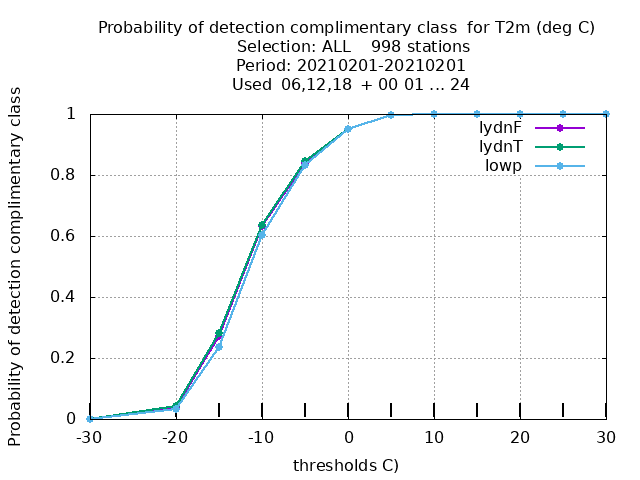 Probability of detection complimentary class for T2m (deg C)
Selection: ALL 998 stations
Period: 20210201-20210201
Used 06,12,18 + 00 01 ... 24
Probability of detection complimentary class
1
0.8
0.6
0.4
0.2
0
lydnF
lydnT
lowp
-30 -20 -10 0 10 20 30
thresholds C)